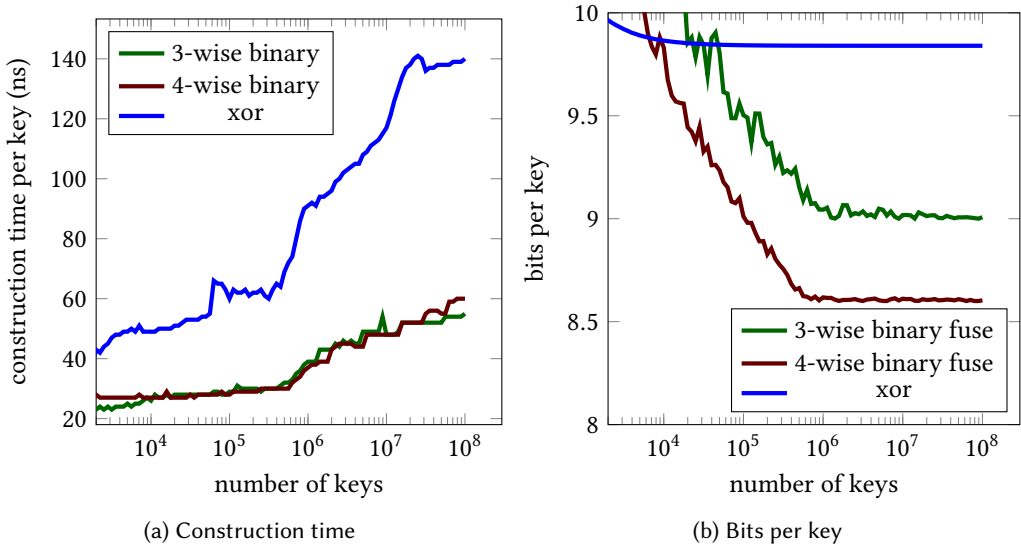 3-wise binary
4-wise binary
xor
construction time per key (ns)
140
120
100
80
60
40
20
10^4
10^5
10^6
10^7
10^8
number of keys
(a) Construction time
bits per key
10
9.5
9
8.5
8
3-wise binary fuse
4-wise binary fuse
xor
10^4
10^5
10^6
10^7
10^8
number of keys
(b) Bits per key